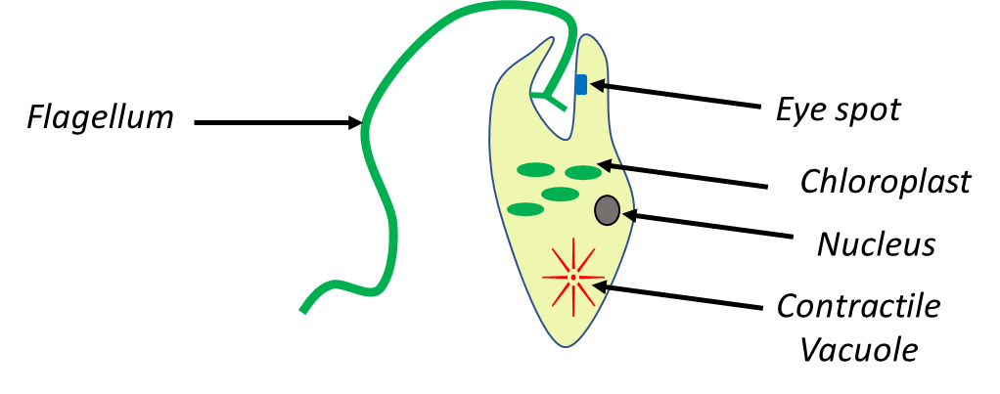 Flagellum
Eye spot
Chloroplast
Nucleus
Contractile
Vacuole